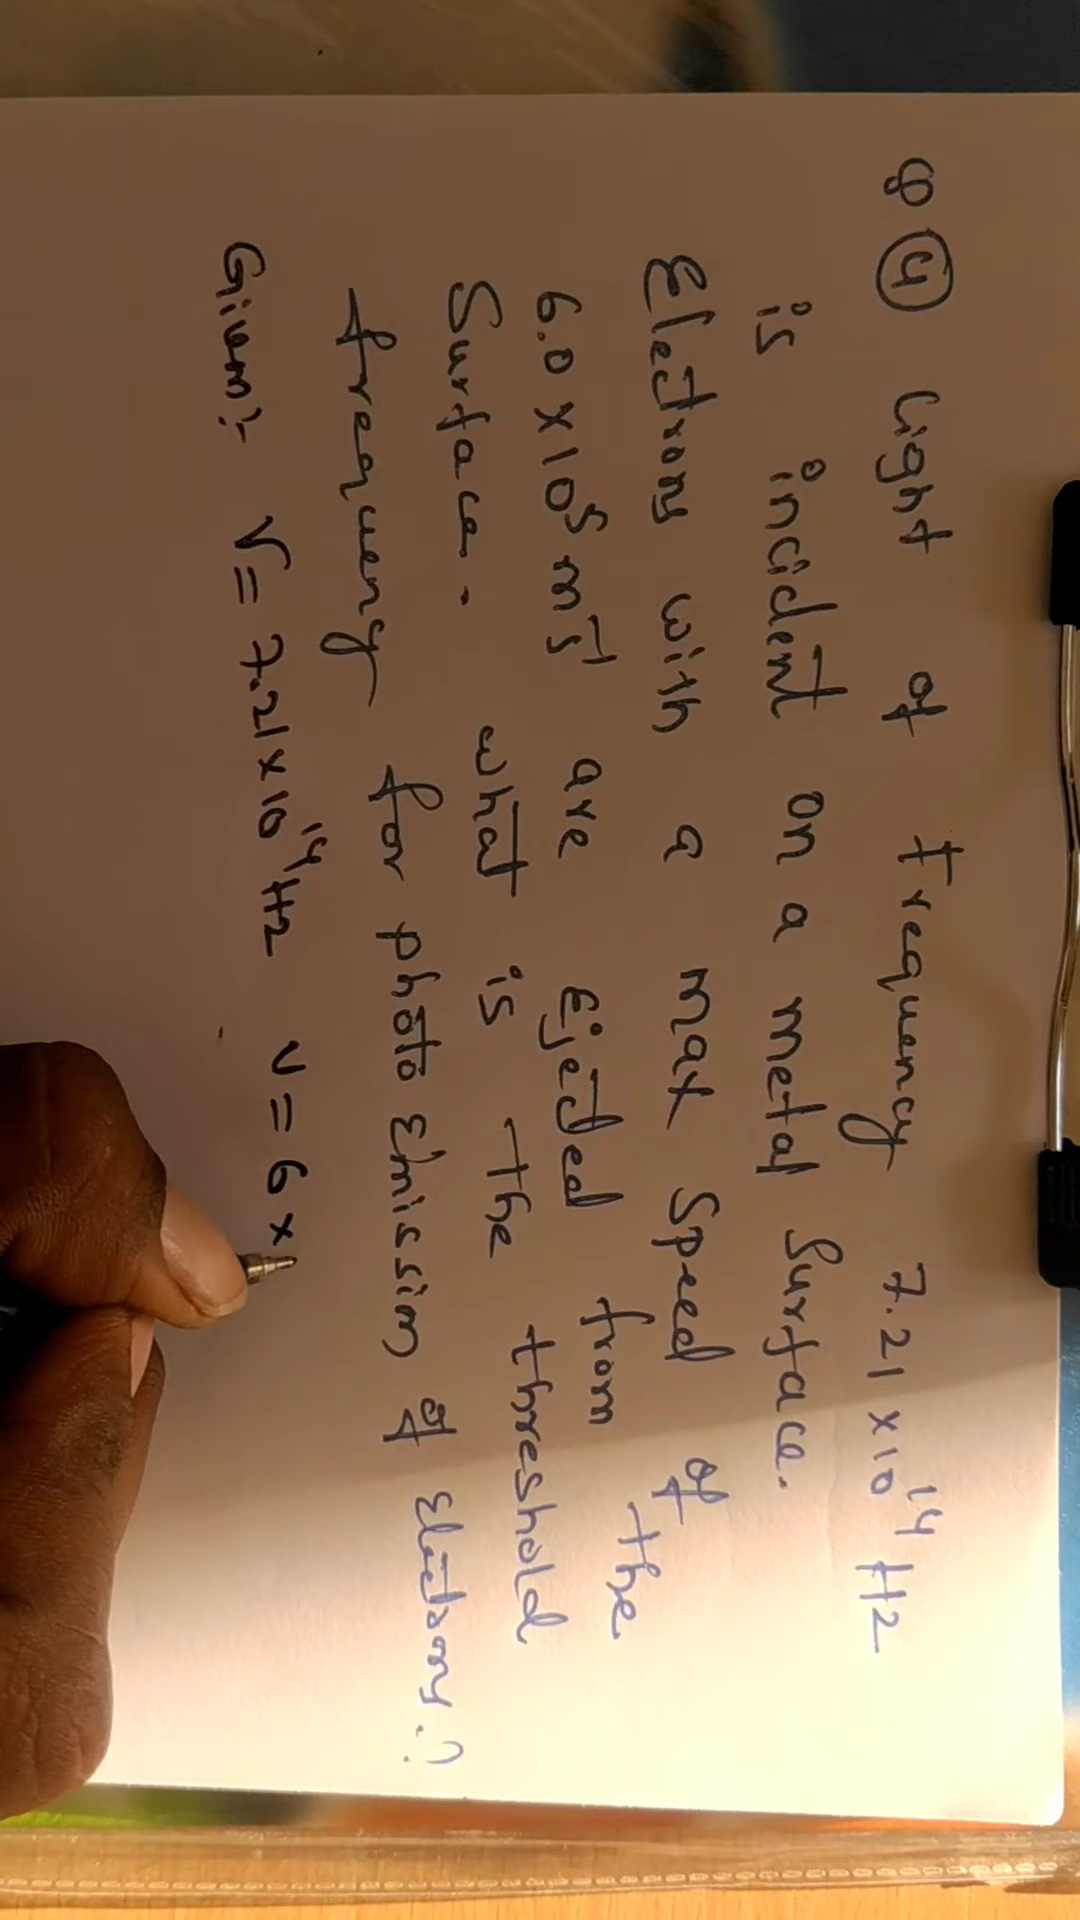 Q ④ Light of frequency 7.21 × 10¹⁴ Hz
is incident on a metal surface.
Electrons with a max speed of
6.0 × 10⁵ ms⁻¹ are ejected from the
Surface. what is the threshold
frequency for photo Emission of Electrons?
Given:- ν = 7.21 × 10¹⁴ Hz v = 6 ×